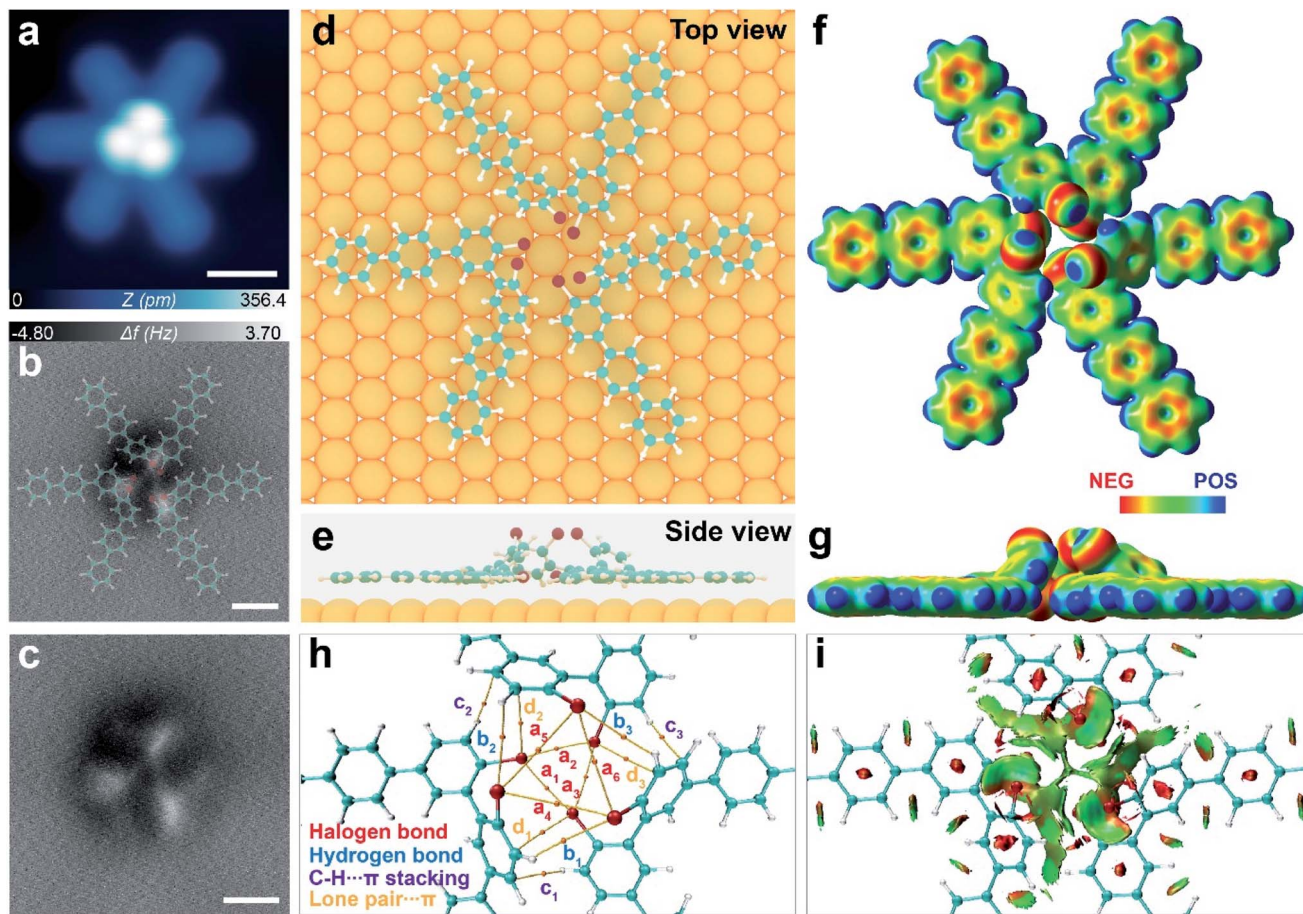 a
0 Z (pm) 356.4
-4.80 Δf (Hz) 3.70
b
c
d Top view
e Side view
f
NEG POS
g
h
c₂
b₂
d₂
a₅
b₃
c₃
a₂
a₁
a₃
a₆
d₃
a₄
d₁
b₁
c₁
Halogen bond
Hydrogen bond
C-H···π stacking
Lone pair···π
i